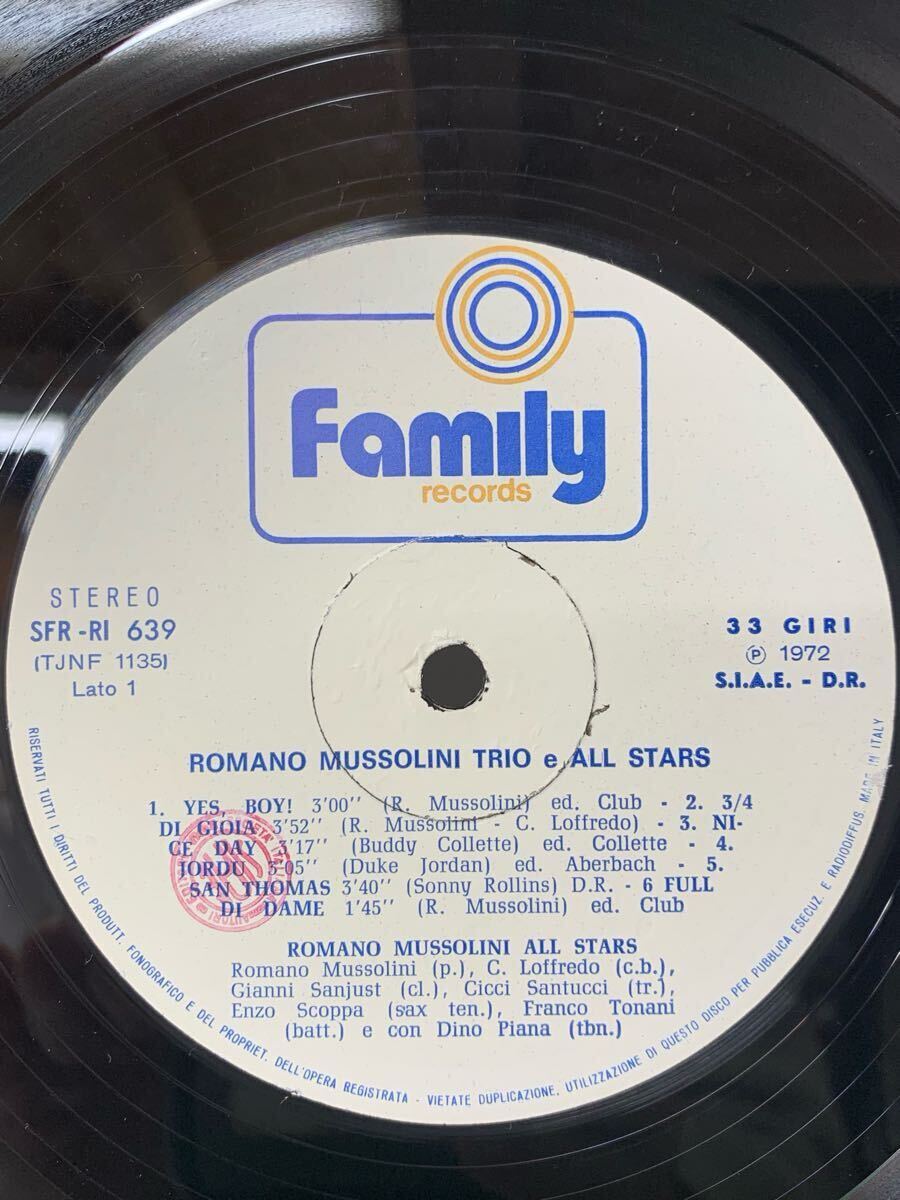 Family
records
STEREO
SFR-RI 639
(TJNF 1135)
Lato 1
33 GIRI
Ⓟ 1972
S.I.A.E. - D.R.
ROMANO MUSSOLINI TRIO e ALL STARS
1. YES, BOY! 3'00'' (R. Mussolini) ed. Club - 2. 3/4
DI GIOIA 3'52'' (R. Mussolini - C. Loffredo) - 3. NI-
CE DAY 3'17'' (Buddy Collette) ed. Collette - 4.
JORDU 3'05'' (Duke Jordan) ed. Aberbach - 5.
SAN THOMAS 3'40'' (Sonny Rollins) D.R. - 6 FULL
DI DAME 1'45'' (R. Mussolini) ed. Club
ROMANO MUSSOLINI ALL STARS
Romano Mussolini (p.), C. Loffredo (c.b.),
Gianni Sanjust (cl.), Cicci Santucci (tr.),
Enzo Scoppa (sax ten.), Franco Tonani
(batt.) e con Dino Piana (tbn.)
RISERVATI TUTTI I DIRITTI DEL PRODUTT. FONOGRAFICO E DEL PROPRIET. DELL'OPERA REGISTRATA - VIETATE DUPLICAZIONE, UTILIZZAZIONE DI QUESTO DISCO PER PUBBLICA ESECUZ. E RADIODIFFUS. MADE IN ITALY